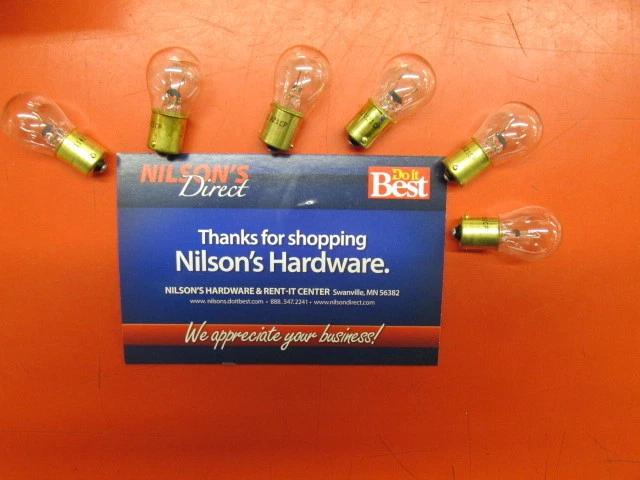 NILSON'S
Direct
Do it
Best
Thanks for shopping
Nilson's Hardware.
NILSON'S HARDWARE & RENT-IT CENTER Swanville, MN 56382
www.nilsons.doitbest.com • 888.547.2241 • www.nilsondirect.com
We appreciate your business!